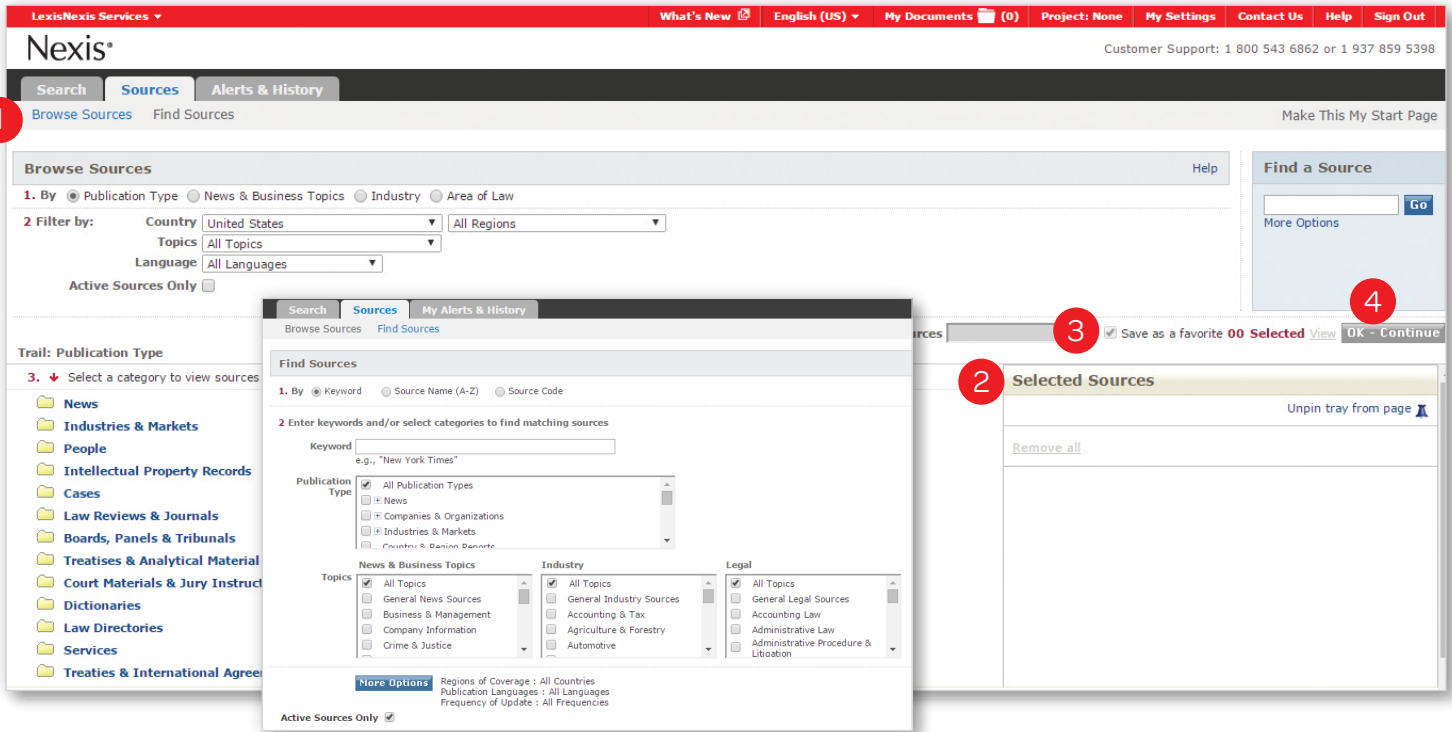 LexisNexis Services What's New English (US) My Documents (0) Project: None My Settings Contact Us Help Sign Out
Nexis®
Customer Support: 1 800 543 6862 or 1 937 859 5398
Search Sources Alerts & History
1
Browse Sources Find Sources Make This My Start Page
Browse Sources Help
1. By Publication Type News & Business Topics Industry Area of Law
2 Filter by: Country United States All Regions
Topics All Topics
Language All Languages
Active Sources Only
Find a Source
Go
More Options
4
rces 3 Save as a favorite 00 Selected View OK - Continue
Trail: Publication Type
3. Select a category to view sources
News
Industries & Markets
People
Intellectual Property Records
Cases
Law Reviews & Journals
Boards, Panels & Tribunals
Treatises & Analytical Material
Court Materials & Jury Instruct
Dictionaries
Law Directories
Services
Treaties & International Agree
2 Selected Sources
Unpin tray from page
Remove all
Search Sources My Alerts & History
Browse Sources Find Sources
Find Sources
1. By Keyword Source Name (A-Z) Source Code
2 Enter keywords and/or select categories to find matching sources
Keyword
e.g., "New York Times"
Publication Type
All Publication Types
News
Companies & Organizations
Industries & Markets
Country & Region Reports
Topics
News & Business Topics
All Topics
General News Sources
Business & Management
Company Information
Crime & Justice
Industry
All Topics
General Industry Sources
Accounting & Tax
Agriculture & Forestry
Automotive
Legal
All Topics
General Legal Sources
Accounting Law
Administrative Law
Administrative Procedure &
Litigation
More Options
Regions of Coverage : All Countries
Publication Languages : All Languages
Frequency of Update : All Frequencies
Active Sources Only